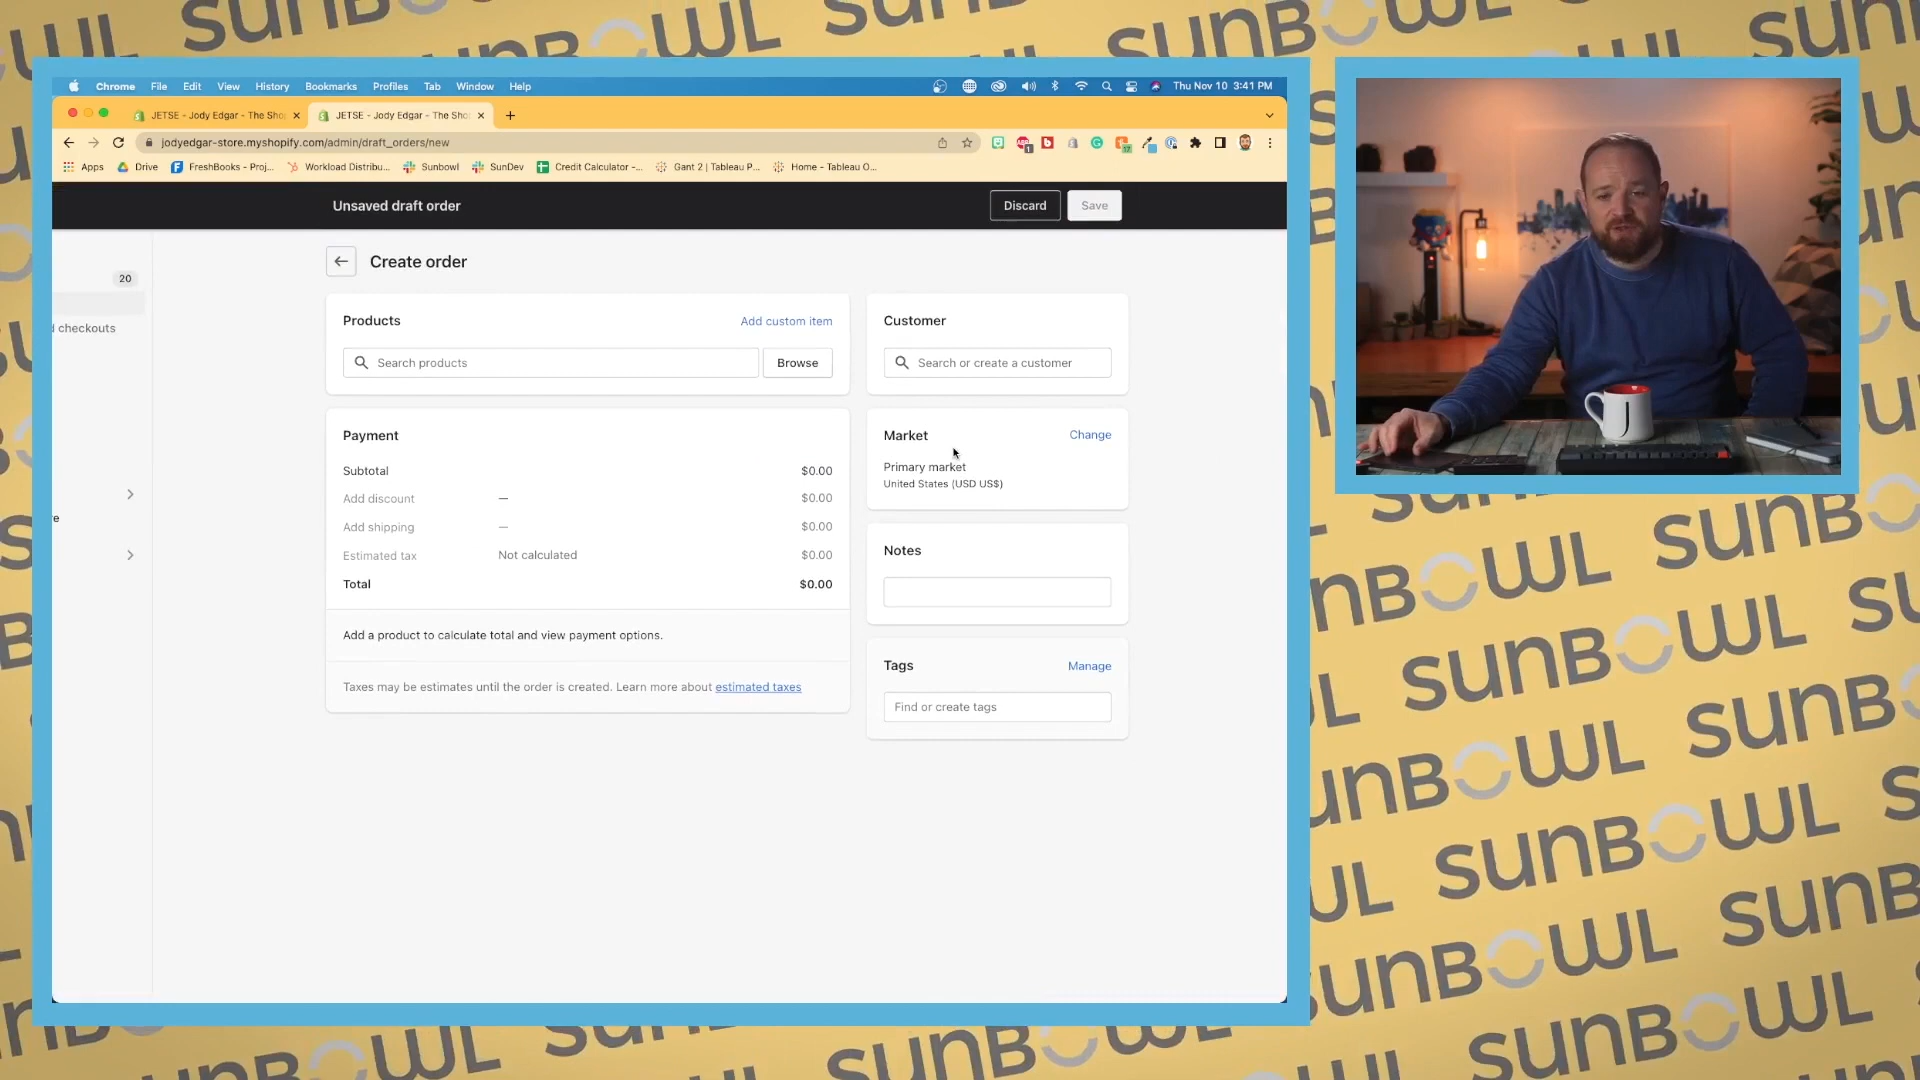 Chrome File Edit View History Bookmarks Profiles Tab Window Help Thu Nov 10 3:41 PM
JETSE - Jody Edgar - The Sho
JETSE - Jody Edgar - The Sho
jodyedgar-store.myshopify.com/admin/draft_orders/new
Apps Drive FreshBooks - Proj... Workload Distribu... Sunbowl SunDev Credit Calculator -... Gant 2 | Tableau P... Home - Tableau O...
Unsaved draft order Discard Save
20
d checkouts
Create order
Products Add custom item
Search products Browse
Customer
Search or create a customer
Payment
Subtotal $0.00
Add discount — $0.00
Add shipping — $0.00
Estimated tax Not calculated $0.00
Total $0.00
Add a product to calculate total and view payment options.
Taxes may be estimates until the order is created. Learn more about estimated taxes
Market Change
Primary market
United States (USD US$)
Notes
Tags Manage
Find or create tags
SUNBOWL
SUNBOWL
SUNBOWL
SUNBOWL
SUNBOWL
SUNBOWL